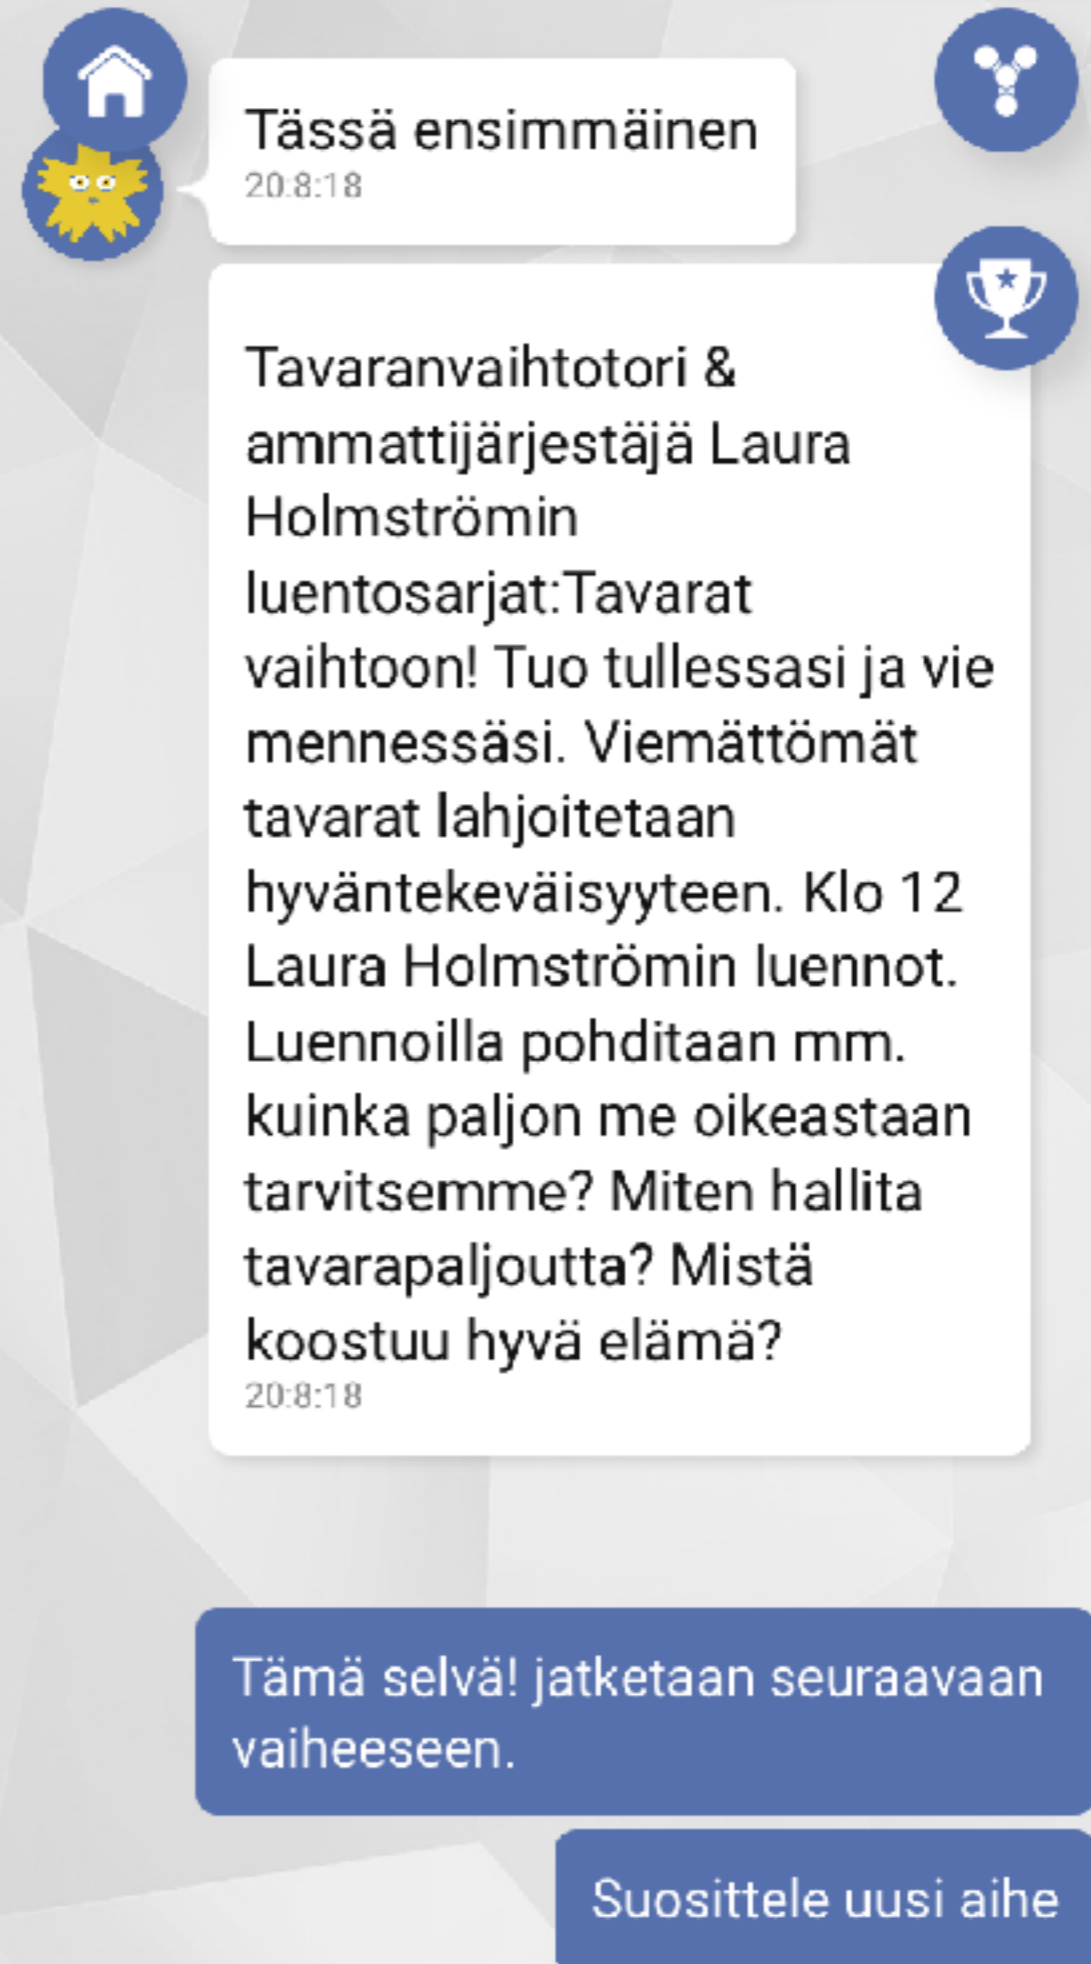 Tässä ensimmäinen
20:8:18
Tavaranvaihtotori &
ammattijärjestäjä Laura
Holmströmin
luentosarjat:Tavarat
vaihtoon! Tuo tullessasi ja vie
mennessäsi. Viemättömät
tavarat lahjoitetaan
hyväntekeväisyyteen. Klo 12
Laura Holmströmin luennot.
Luennoilla pohditaan mm.
kuinka paljon me oikeastaan
tarvitsemme? Miten hallita
tavarapaljoutta? Mistä
koostuu hyvä elämä?
20:8:18
Tämä selvä! jatketaan seuraavaan
vaiheeseen.
Suosittele uusi aihe